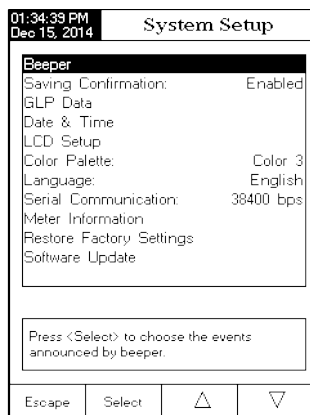 01:34:39 PM
Dec 15, 2014
System Setup
Beeper
Saving Confirmation: Enabled
GLP Data
Date & Time
LCD Setup
Color Palette: Color 3
Language: English
Serial Communication: 38400 bps
Meter Information
Restore Factory Settings
Software Update
Press <Select> to choose the events
announced by beeper.
Escape Select △ ▽